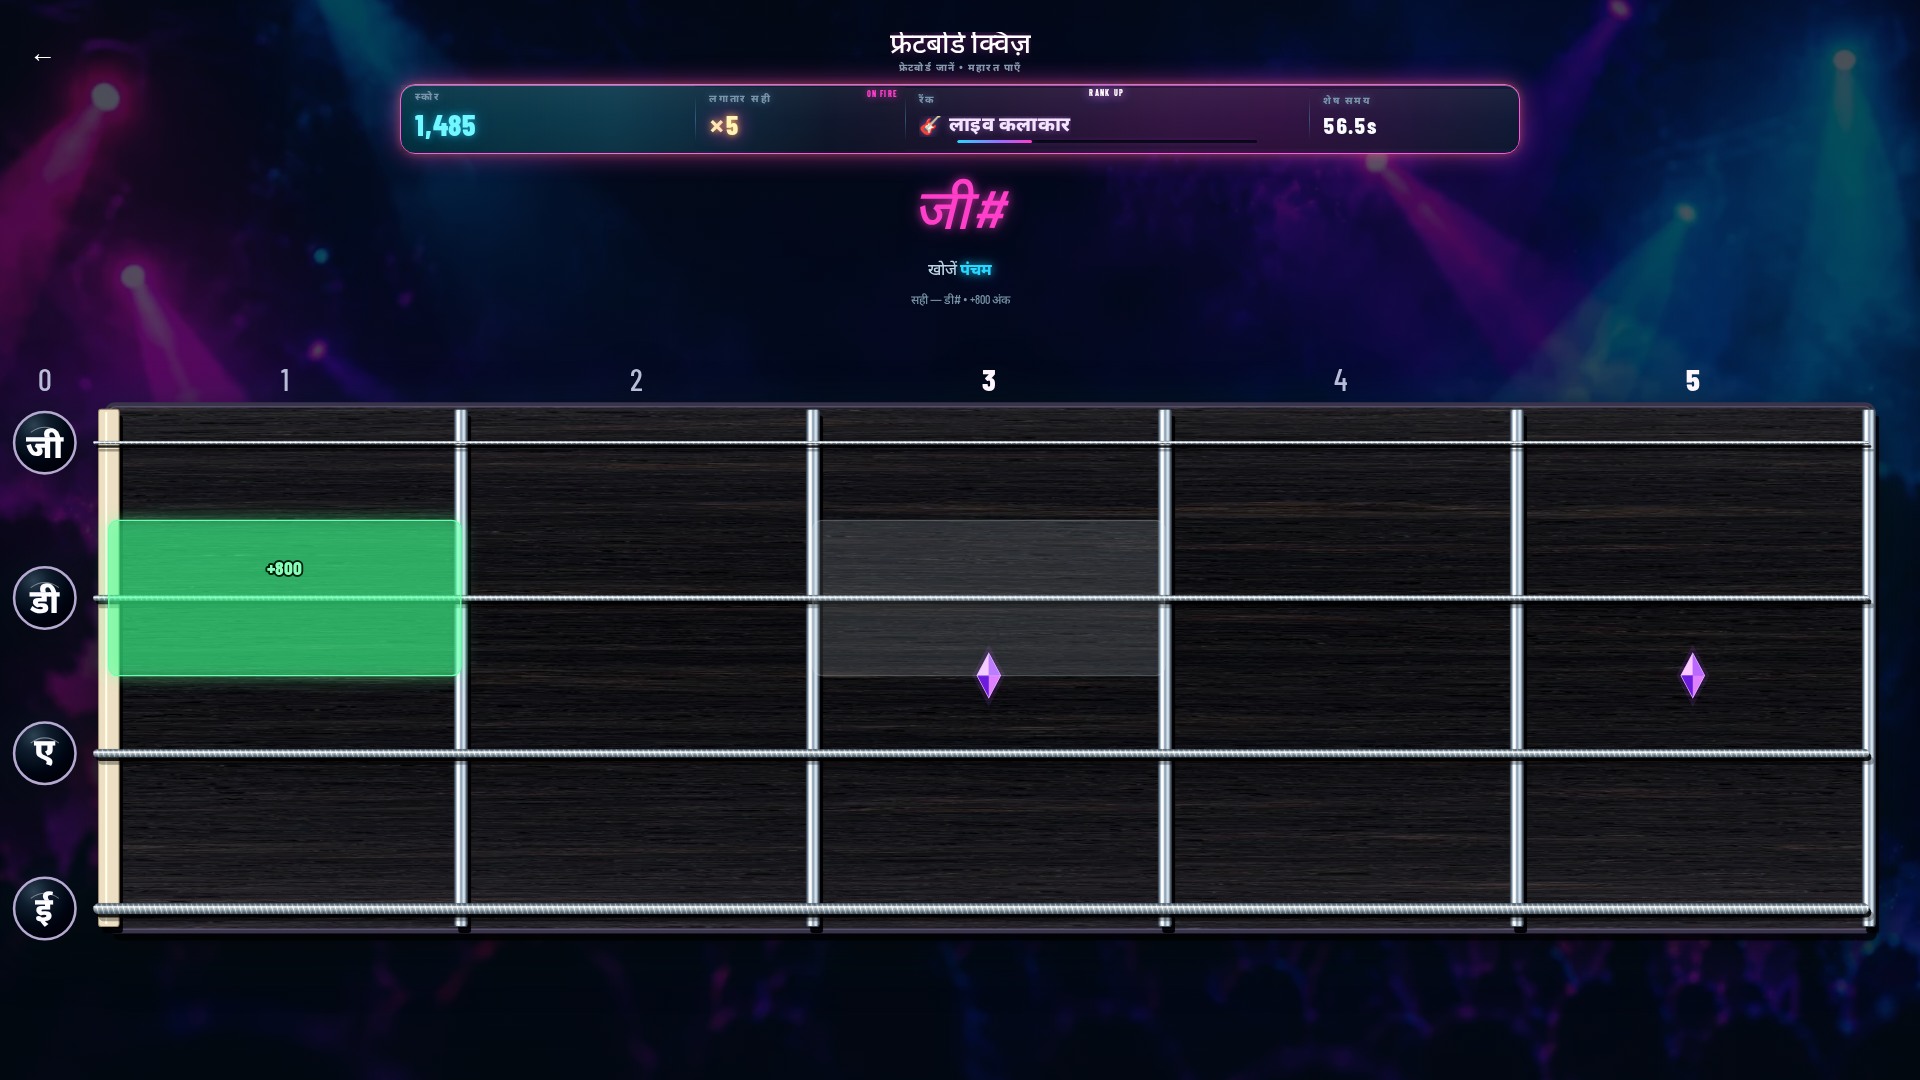 ←
फ्रेटबोर्ड क्विज़
फ्रेटबोर्ड जानें • महारत पाएँ
स्कोर
1,485
लगातार सही
×5
ON FIRE
रैंक
RANK UP
🎸 लाइव कलाकार
शेष समय
56.5s
जी#
खोजें पंचम
सही — डी# • +800 अंक
0 1 2 3 4 5
जी
+800
डी
ए
ई